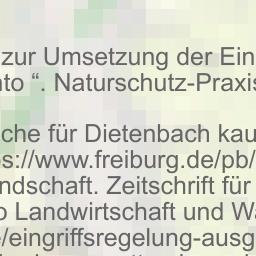 zur Umsetzung der Ein
nto “. Naturschutz-Praxis
che für Dietenbach kau
s://www.freiburg.de/pb/
ndschaft. Zeitschrift für
o Landwirtschaft und Wa
/eingriffsregelung-ausg